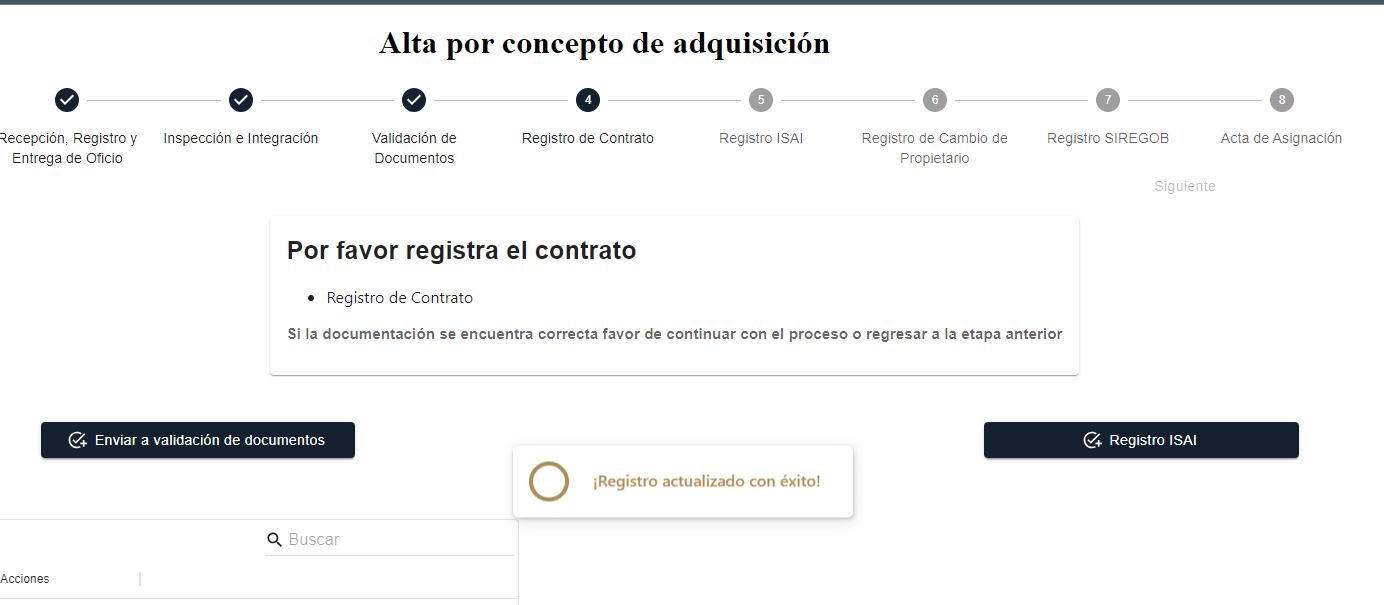 Alta por concepto de adquisición
4
5
6
7
8
Recepción, Registro y
Entrega de Oficio
Inspección e Integración
Validación de
Documentos
Registro de Contrato
Registro ISAI
Registro de Cambio de
Propietario
Registro SIREGOB
Acta de Asignación
Siguiente
Por favor registra el contrato
• Registro de Contrato
Si la documentación se encuentra correcta favor de continuar con el proceso o regresar a la etapa anterior
Enviar a validación de documentos
Registro ISAI
¡Registro actualizado con éxito!
Buscar
Acciones